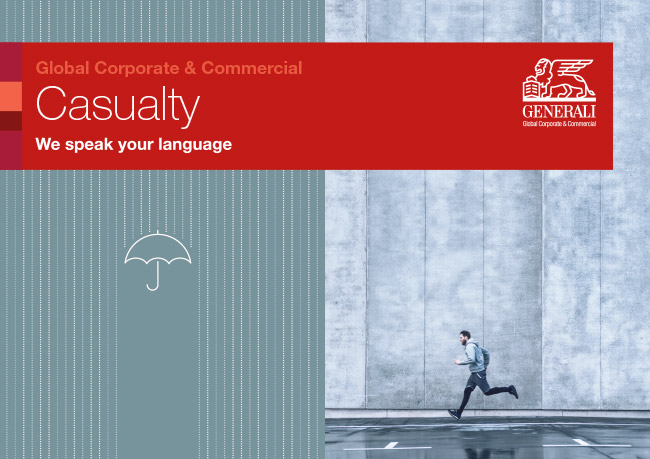 Global Corporate & Commercial
Casualty
We speak your language
GENERALI
Global Corporate & Commercial